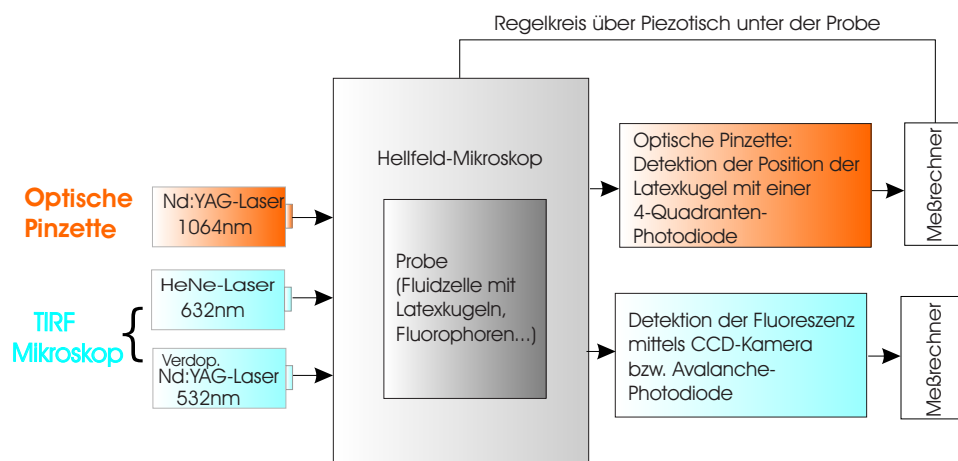 Regelkreis über Piezotisch unter der Probe
Hellfeld-Mikroskop
Optische
Pinzette
Nd:YAG-Laser
1064nm
TIRF
Mikroskop
HeNe-Laser
632nm
Verdop.
Nd:YAG-Laser
532nm
Probe
(Fluidzelle mit
Latexkugeln,
Fluorophoren...)
Optische Pinzette:
Detektion der Position der
Latexkugel mit einer
4-Quadranten-
Photodiode
Meßrechner
Detektion der Fluoreszenz
mittels CCD-Kamera
bzw. Avalanche-
Photodiode
Meßrechner